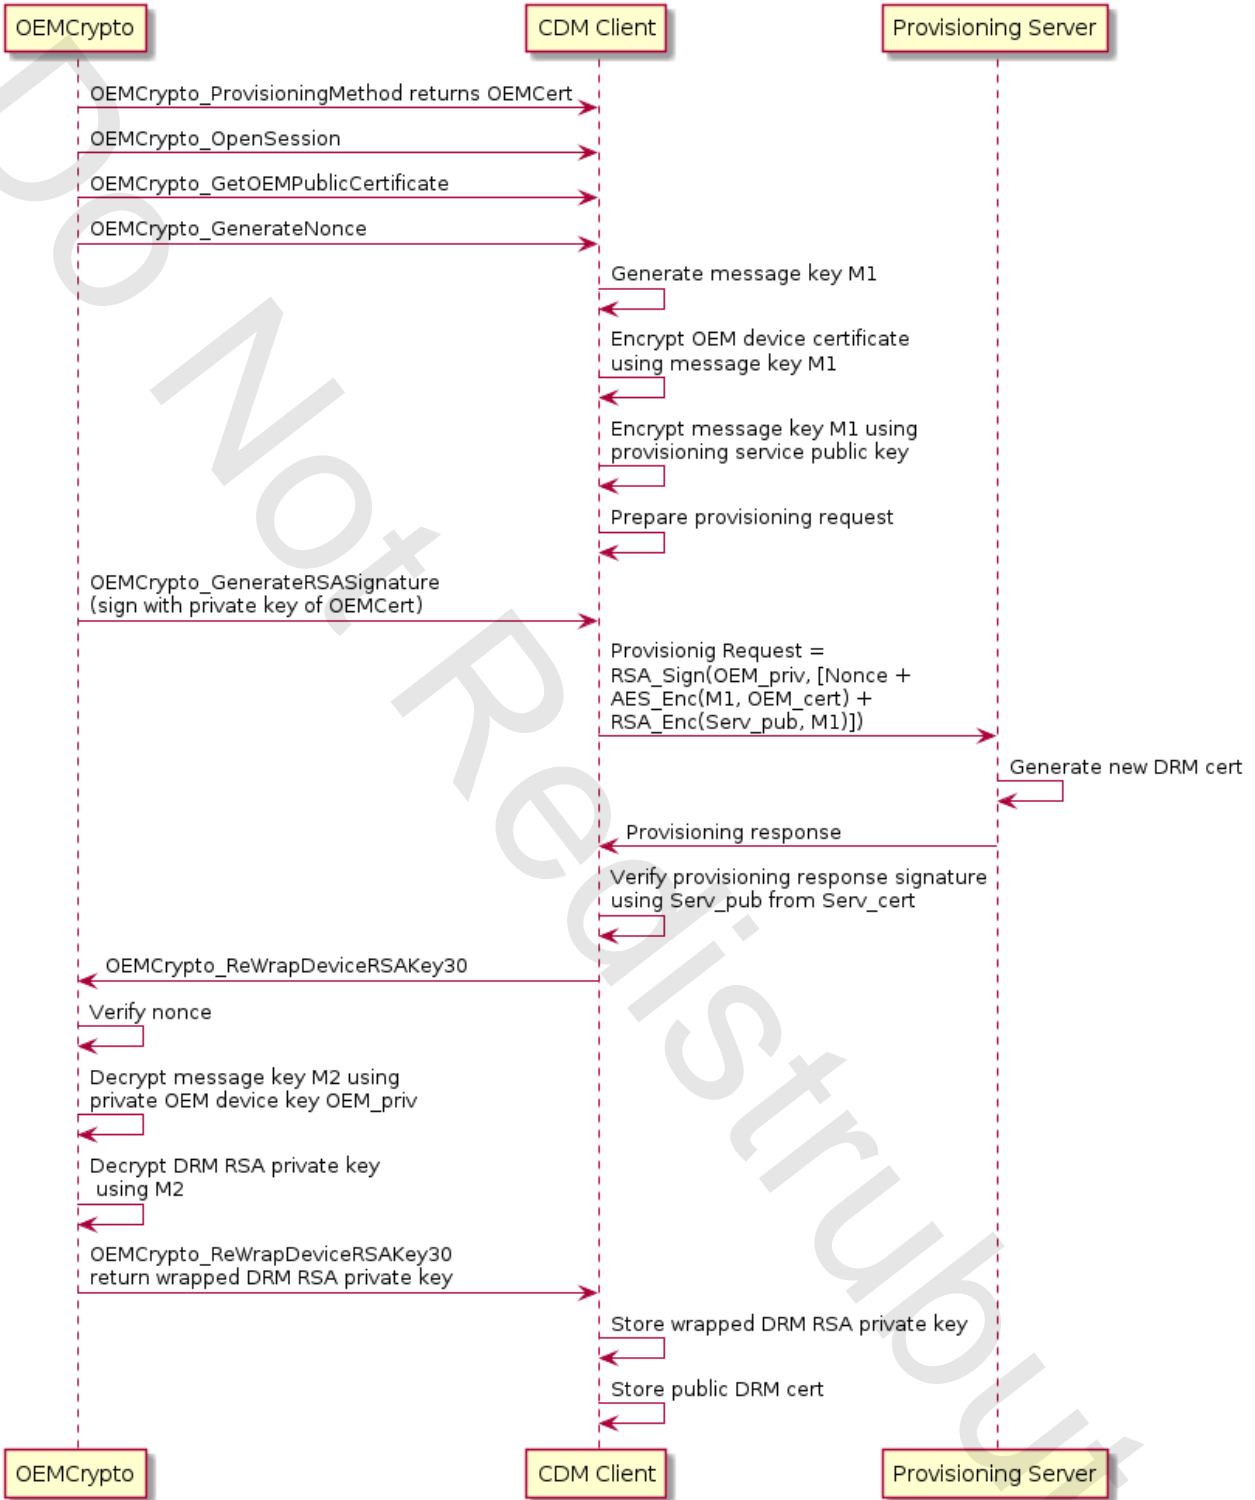 OEMCrypto
CDM Client
Provisioning Server
OEMCrypto_ProvisioningMethod returns OEMCert
OEMCrypto_OpenSession
OEMCrypto_GetOEMPublicCertificate
OEMCrypto_GenerateNonce
Generate message key M1
Encrypt OEM device certificate
using message key M1
Encrypt message key M1 using
provisioning service public key
Prepare provisioning request
OEMCrypto_GenerateRSASignature
(sign with private key of OEMCert)
Provisionig Request =
RSA_Sign(OEM_priv, [Nonce +
AES_Enc(M1, OEM_cert) +
RSA_Enc(Serv_pub, M1)])
Generate new DRM cert
Provisioning response
Verify provisioning response signature
using Serv_pub from Serv_cert
OEMCrypto_ReWrapDeviceRSAKey30
Verify nonce
Decrypt message key M2 using
private OEM device key OEM_priv
Decrypt DRM RSA private key
using M2
OEMCrypto_ReWrapDeviceRSAKey30
return wrapped DRM RSA private key
Store wrapped DRM RSA private key
Store public DRM cert
OEMCrypto
CDM Client
Provisioning Server
Do Not Redistribut